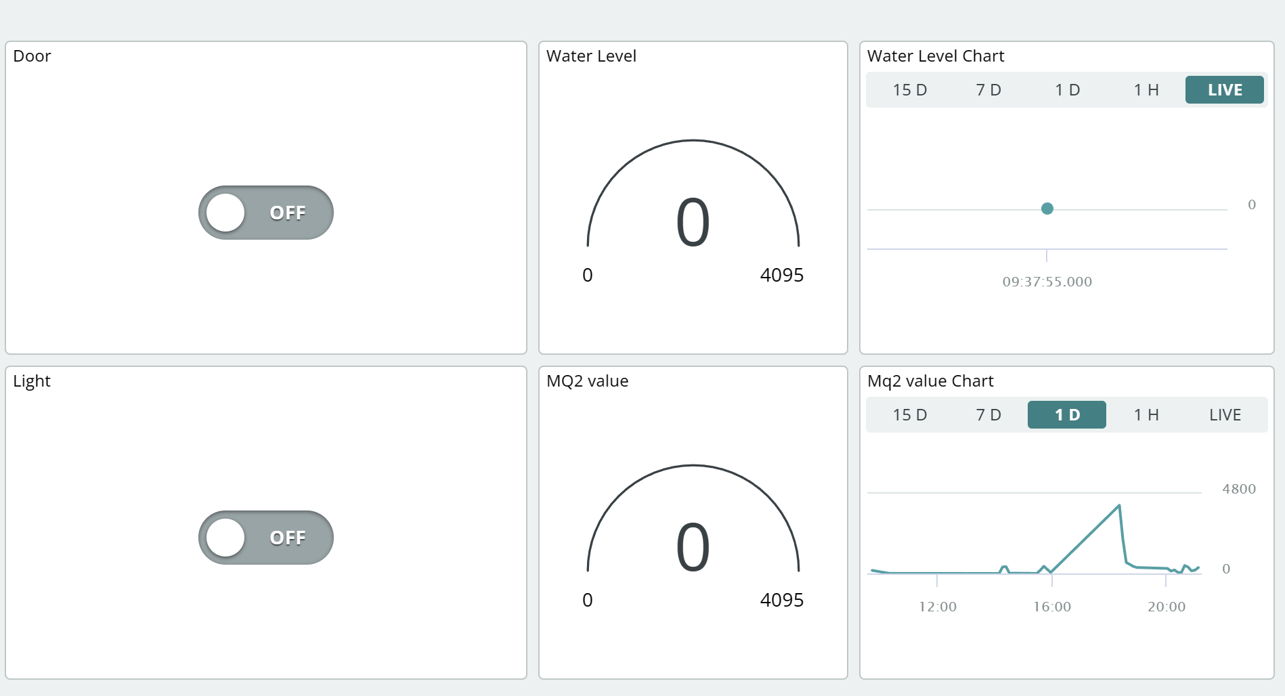 Door
OFF
Water Level
0
0 4095
Water Level Chart
15 D 7 D 1 D 1 H LIVE
0
09:37:55.000
Light
OFF
MQ2 value
0
0 4095
Mq2 value Chart
15 D 7 D 1 D 1 H LIVE
4800
0
12:00 16:00 20:00